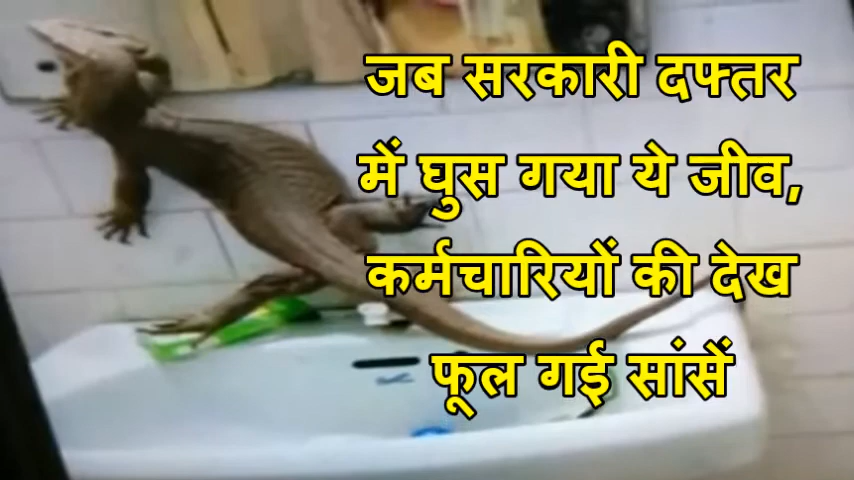 जब सरकारी दफ्तर
में घुस गया ये जीव,
कर्मचारियों की देख
फूल गई सांसें